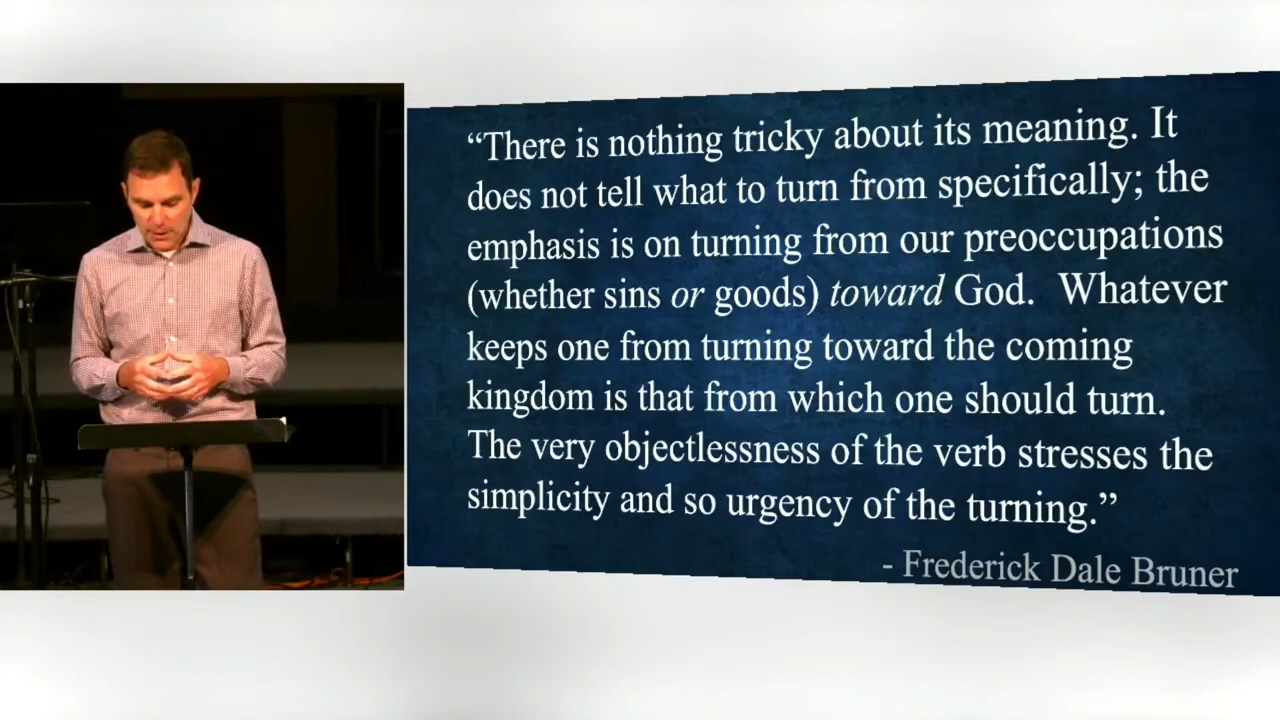 “There is nothing tricky about its meaning. It
does not tell what to turn from specifically; the
emphasis is on turning from our preoccupations
(whether sins or goods) toward God.  Whatever
keeps one from turning toward the coming
kingdom is that from which one should turn.
The very objectlessness of the verb stresses the
simplicity and so urgency of the turning.”
- Frederick Dale Bruner